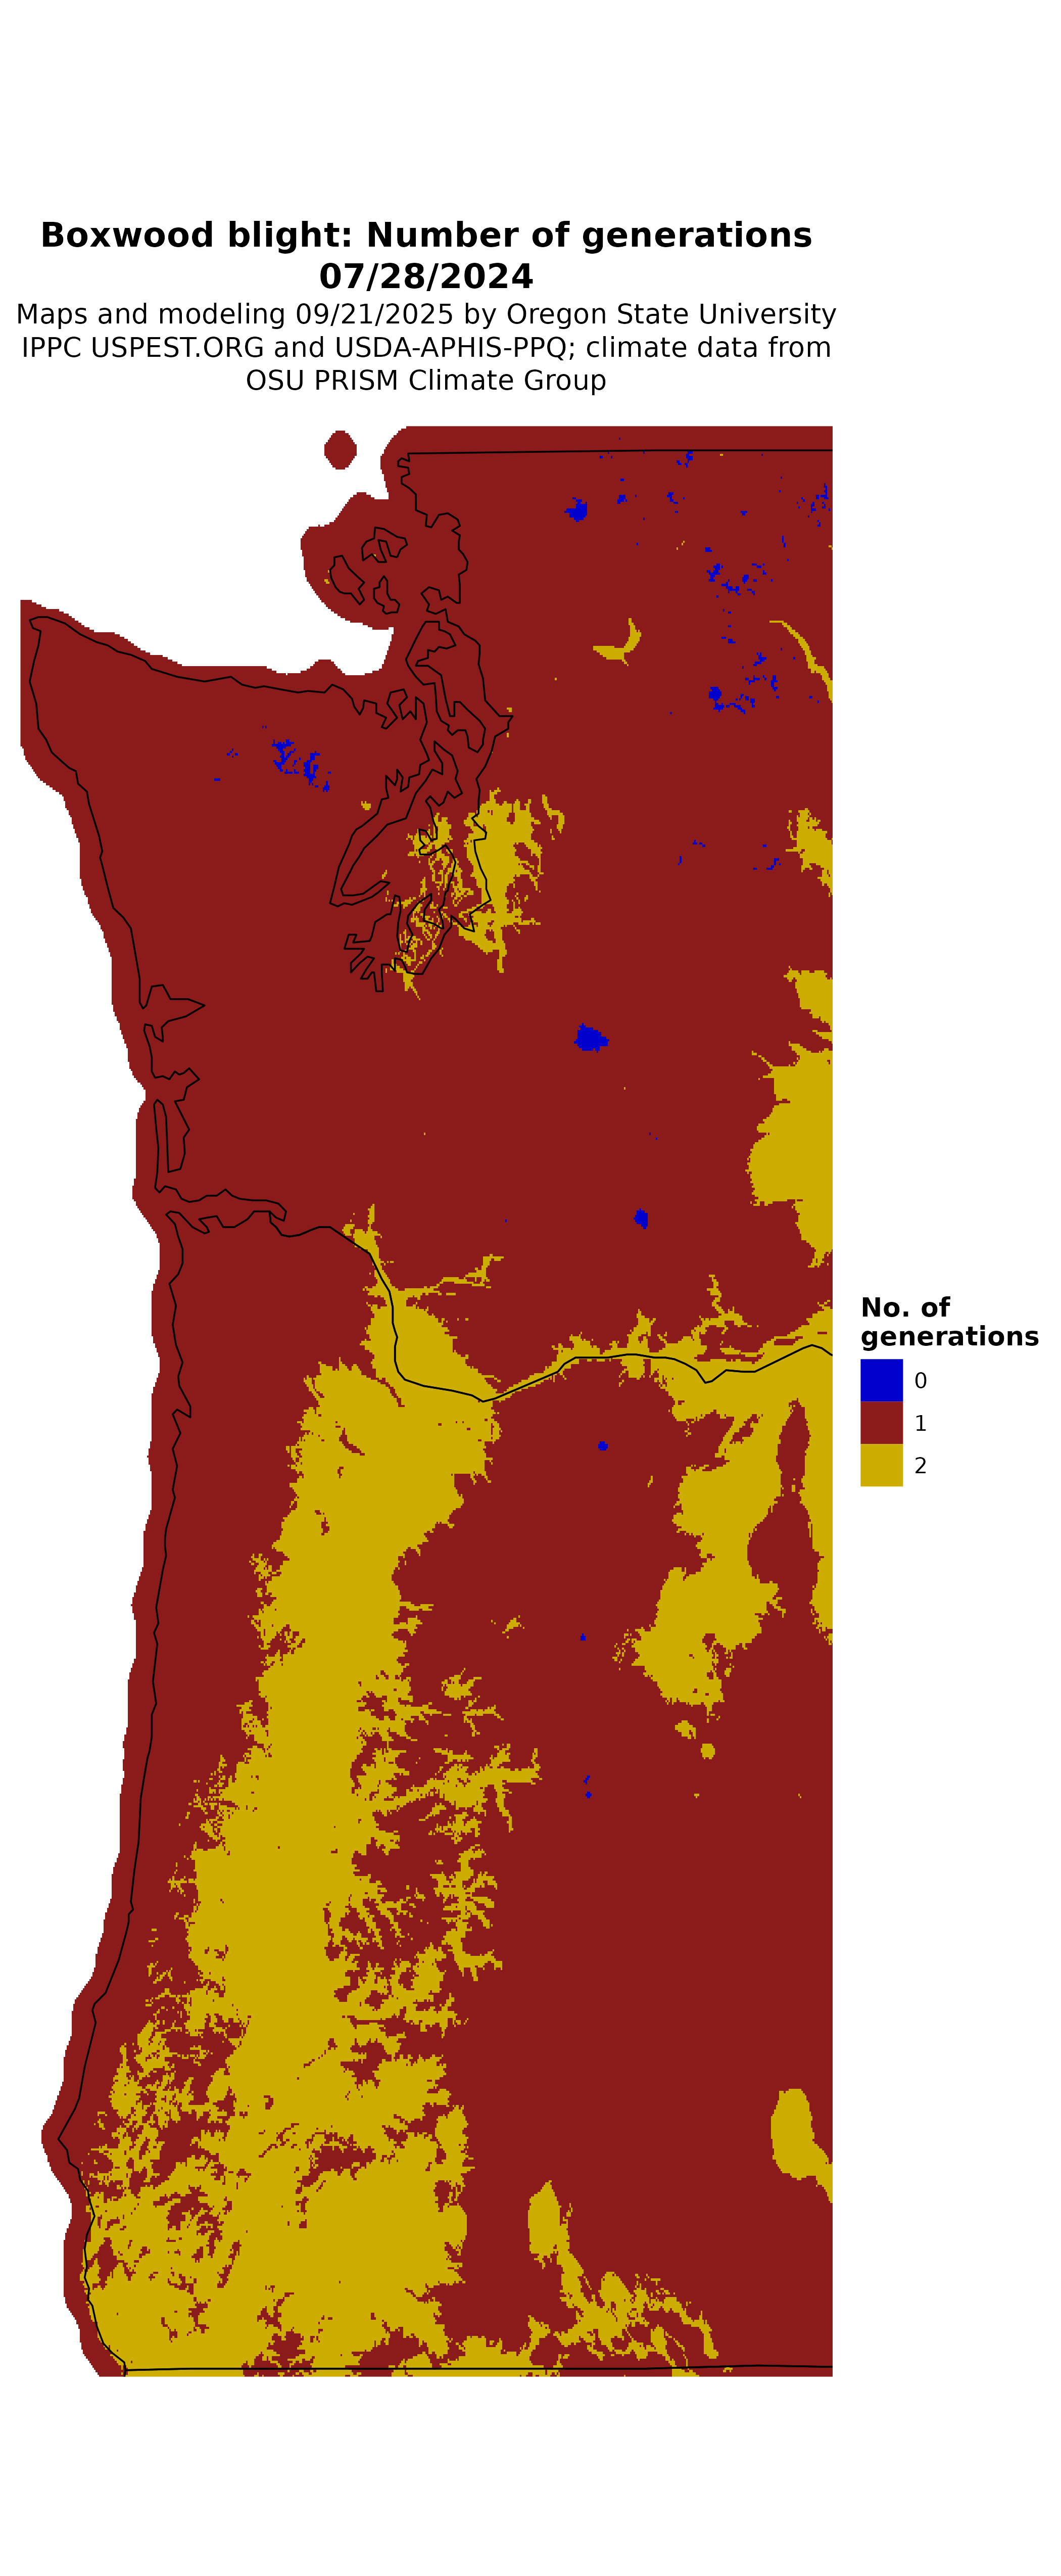 Boxwood blight: Number of generations
07/28/2024
Maps and modeling 09/21/2025 by Oregon State University
IPPC USPEST.ORG and USDA-APHIS-PPQ; climate data from
OSU PRISM Climate Group
No. of
generations
0
1
2